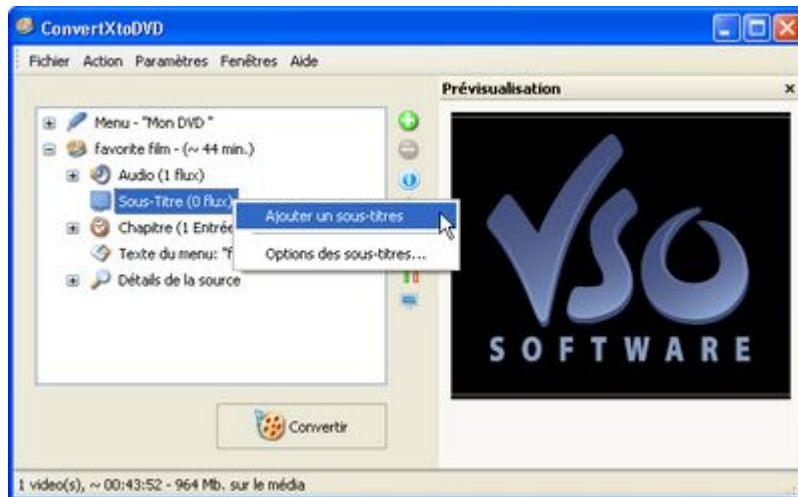 ConvertXtoDVD
Fichier Action Paramètres Fenêtres Aide
Prévisualisation
Menu - "Mon DVD "
favorite film - (~ 44 min.)
Audio (1 flux)
Sous-Titre (0 flux)
Ajouter un sous-titres
Chapitre (1 Entrée
Texte du menu: "f
Options des sous-titres...
Détails de la source
VSO
SOFTWARE
Convertir
1 video(s), ~ 00:43:52 - 964 Mb. sur le média